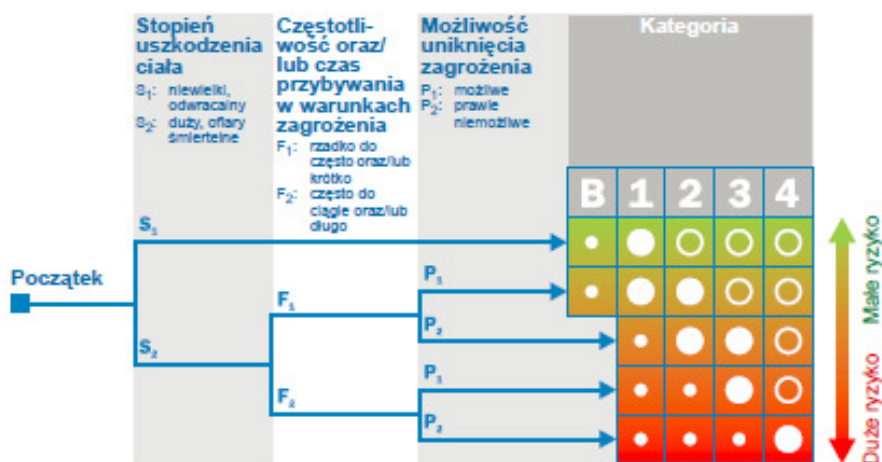 Stopień
uszkodzenia
ciała
S1: niewielki,
odwracalny
S2: duży, ofiary
śmiertelne
Częstotli-
wość oraz/
lub czas
przybywania
w warunkach
zagrożenia
F1: rzadko do
często oraz/lub
krótko
F2: często do
ciągłe oraz/lub
długo
Możliwość
uniknięcia
zagrożenia
P1: możliwe
P2: prawie
niemożliwe
Kategoria
B 1 2 3 4
Początek
S1
S2
F1
F2
P1
P2
P1
P2
Małe ryzyko
Duże ryzyko